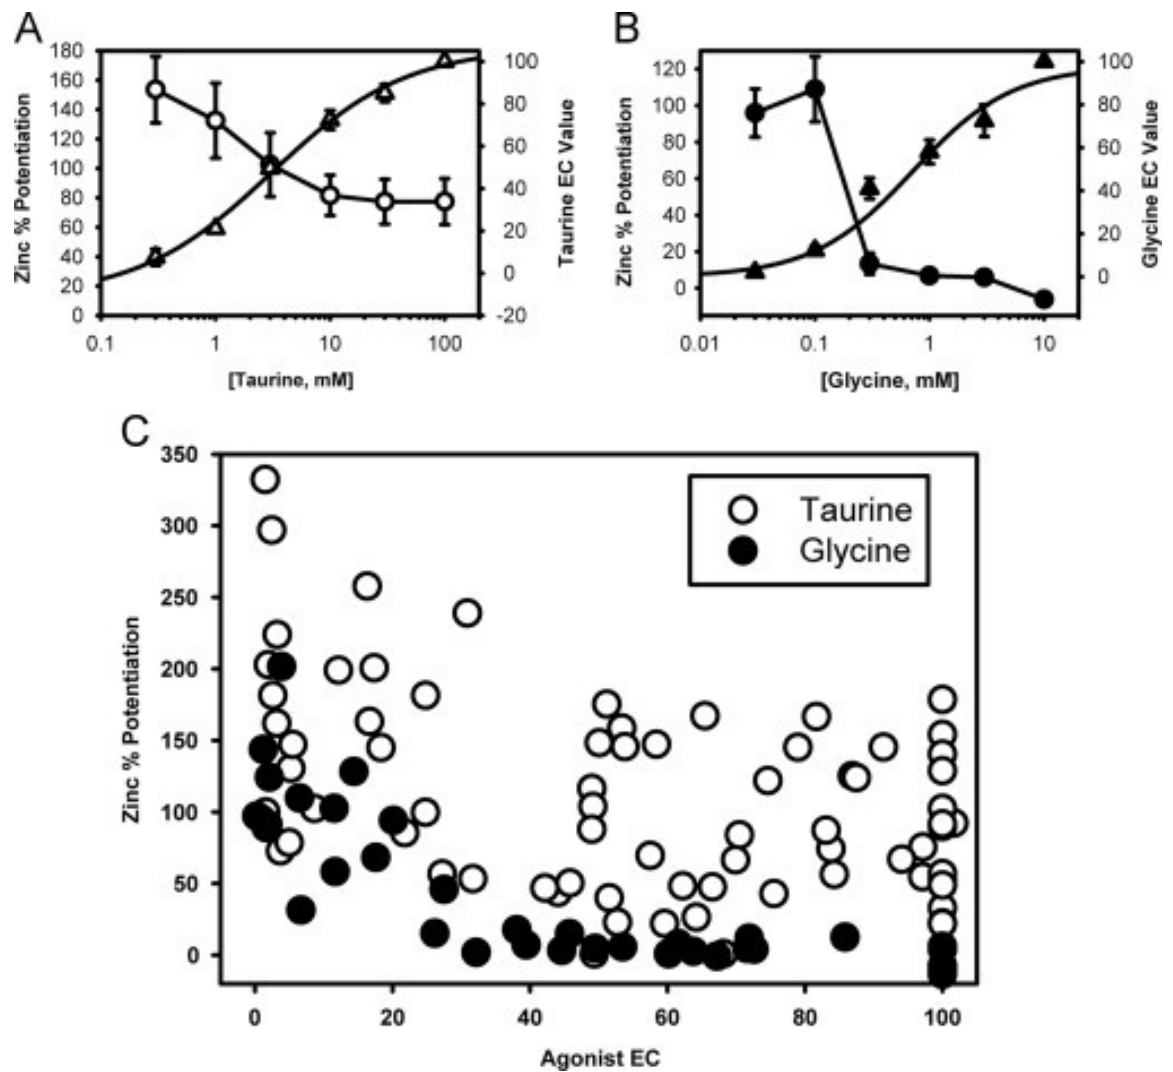 A
Zinc % Potentiation
180
160
140
120
100
80
60
40
20
0
100
80
60
40
20
0
-20
Taurine EC Value
0.1 1 10 100
[Taurine, mM]
B
Zinc % Potentiation
120
100
80
60
40
20
0
100
80
60
40
20
0
Glycine EC Value
0.01 0.1 1 10
[Glycine, mM]
C
Zinc % Potentiation
350
300
250
200
150
100
50
0
Taurine
Glycine
0 20 40 60 80 100
Agonist EC